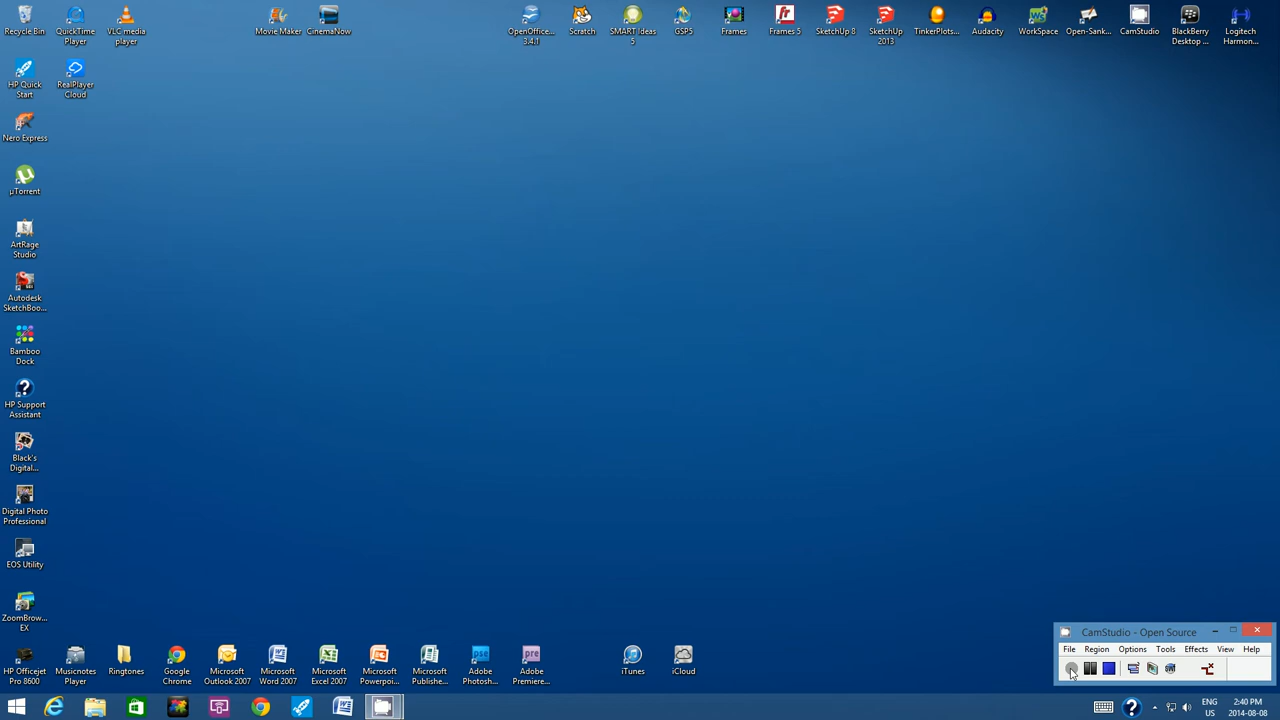 Recycle Bin
QuickTime
Player
VLC media
player
Movie Maker
CinemaNow
OpenOffice...
3.4.1
Scratch
SMART Ideas
5
GSP5
Frames
Frames 5
SketchUp 8
SketchUp
2013
TinkerPlots...
Audacity
WorkSpace
Open-Sank...
CamStudio
BlackBerry
Desktop ...
Logitech
Harmon...
HP Quick
Start
RealPlayer
Cloud
Nero Express
µTorrent
ArtRage
Studio
Autodesk
SketchBoo...
Bamboo
Dock
HP Support
Assistant
Black's
Digital...
Digital Photo
Professional
EOS Utility
ZoomBrow...
EX
HP Officejet
Pro 8600
Musicnotes
Player
Ringtones
Google
Chrome
Microsoft
Outlook 2007
Microsoft
Word 2007
Microsoft
Excel 2007
Microsoft
Powerpoi...
Microsoft
Publishe...
Adobe
Photosh...
Adobe
Premiere...
iTunes
iCloud
CamStudio - Open Source
File Region Options Tools Effects View Help
ENG
US
2:40 PM
2014-08-08